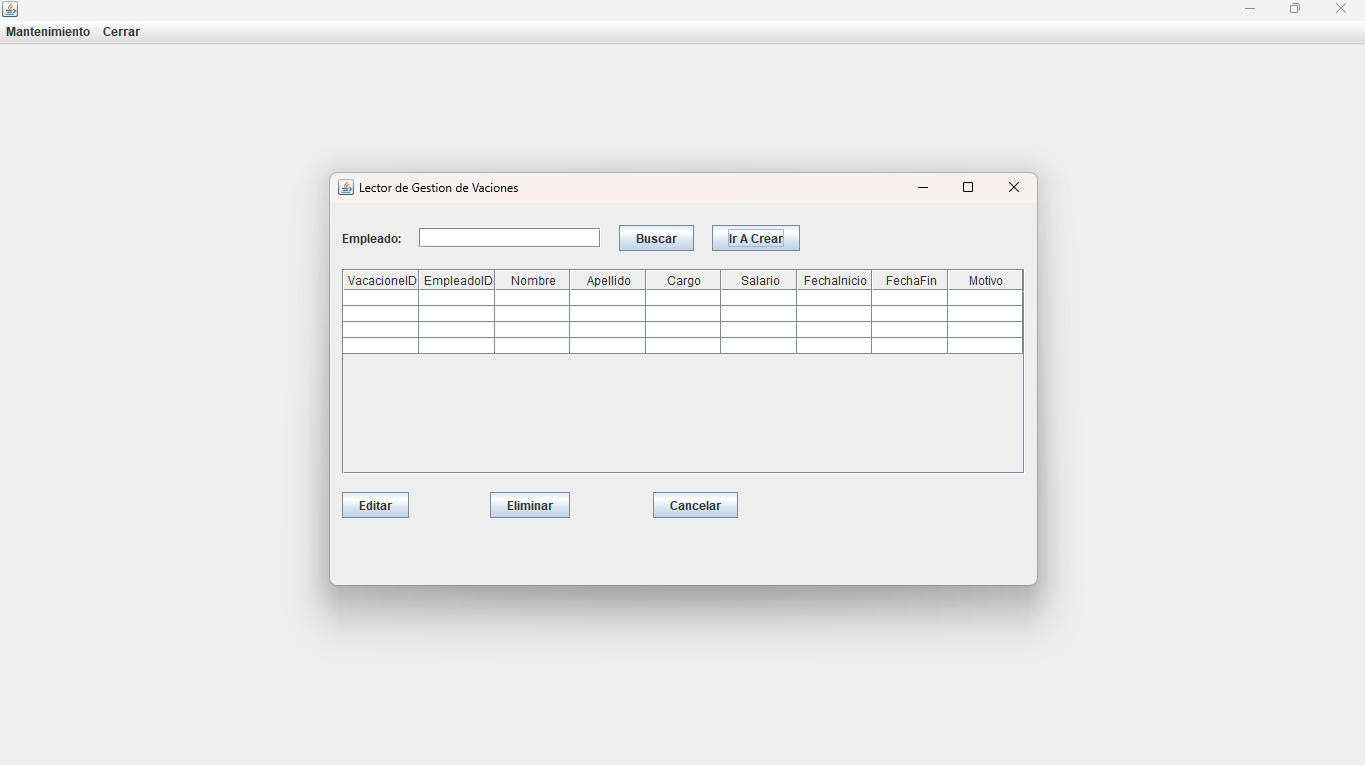 Mantenimiento Cerrar
Lector de Gestion de Vaciones
Empleado: Buscar Ir A Crear
VacacioneID EmpleadoID Nombre Apellido Cargo Salario FechaInicio FechaFin Motivo
Editar Eliminar Cancelar